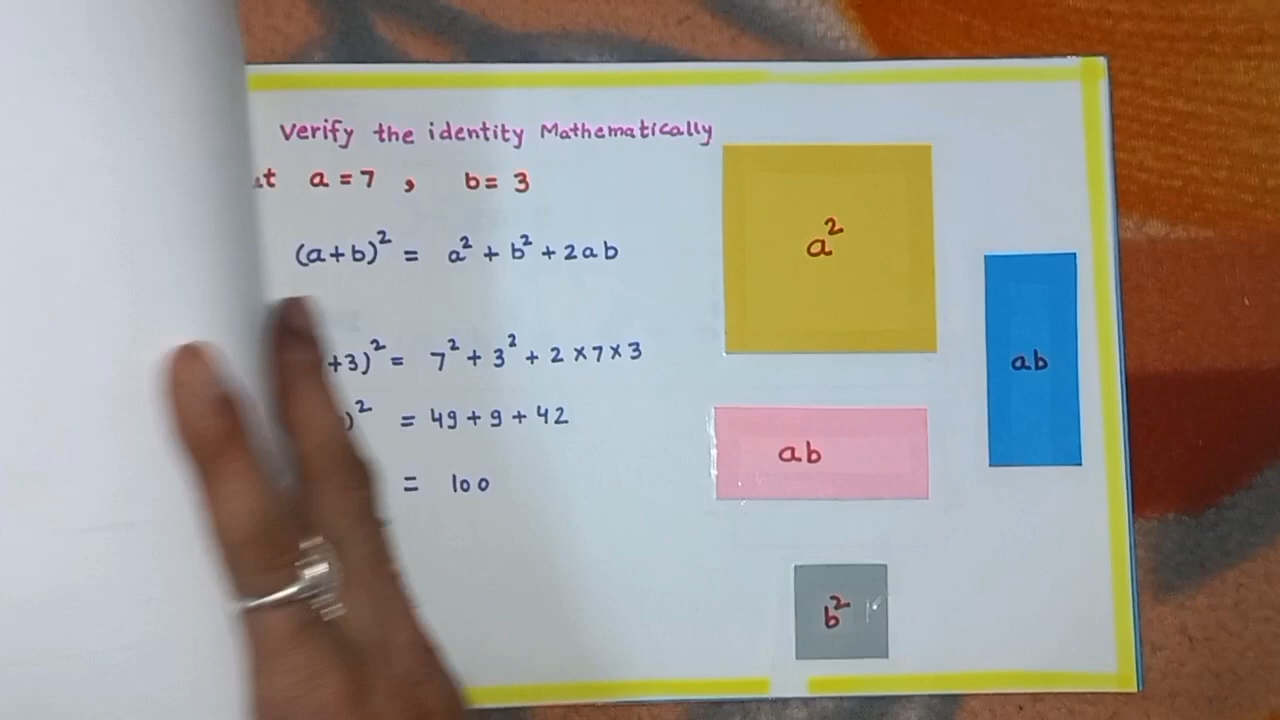 Verify the identity Mathematically
a = 7 , b = 3
(a+b)² = a² + b² + 2ab
+3)² = 7² + 3² + 2 × 7 × 3
)² = 49 + 9 + 42
= 100
a²
ab
ab
b²